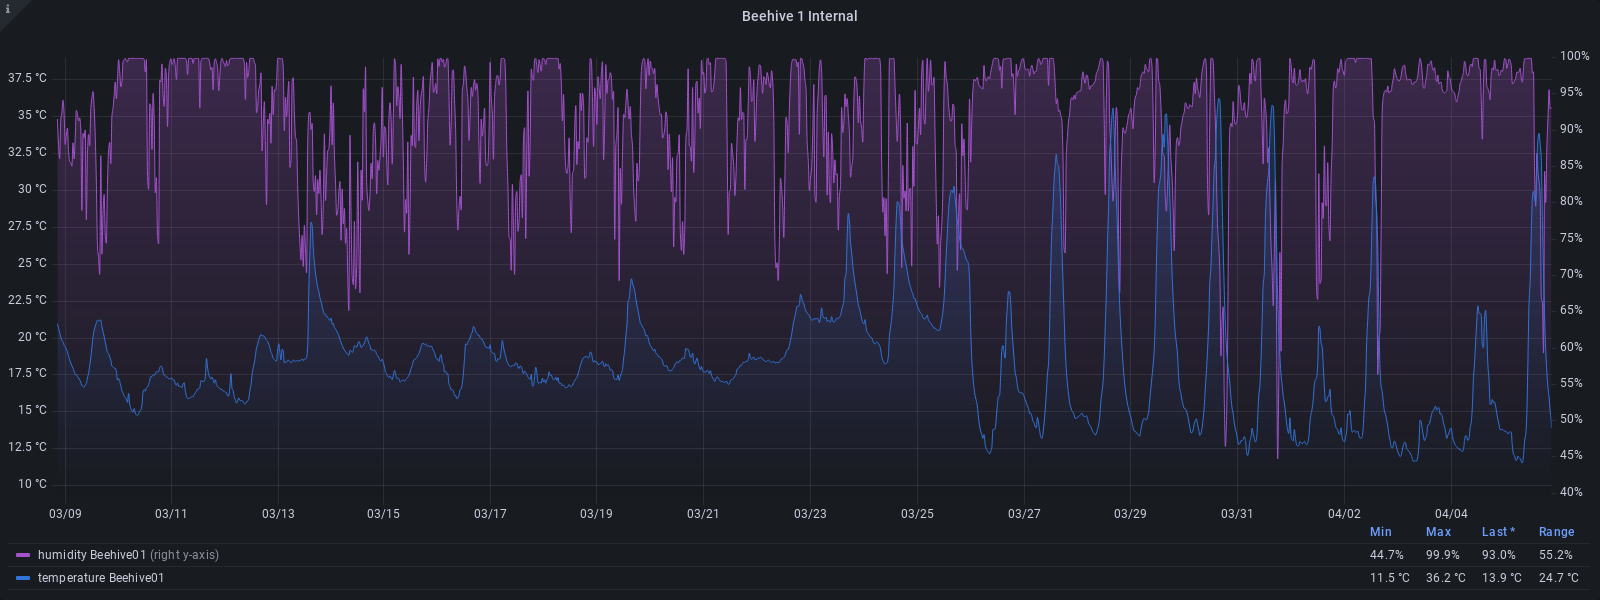 i
Beehive 1 Internal
37.5 °C
35 °C
32.5 °C
30 °C
27.5 °C
25 °C
22.5 °C
20 °C
17.5 °C
15 °C
12.5 °C
10 °C
100%
95%
90%
85%
80%
75%
70%
65%
60%
55%
50%
45%
40%
03/09 03/11 03/13 03/15 03/17 03/19 03/21 03/23 03/25 03/27 03/29 03/31 04/02 04/04
Min Max Last * Range
humidity Beehive01 (right y-axis) 44.7% 99.9% 93.0% 55.2%
temperature Beehive01 11.5 °C 36.2 °C 13.9 °C 24.7 °C